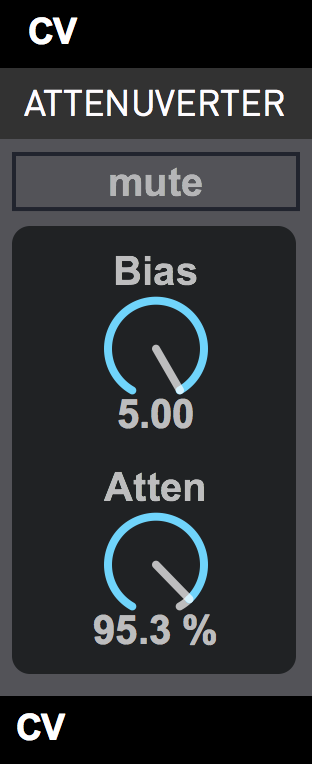 CV
ATTENUVERTER
mute
Bias
5.00
Atten
95.3 %
CV